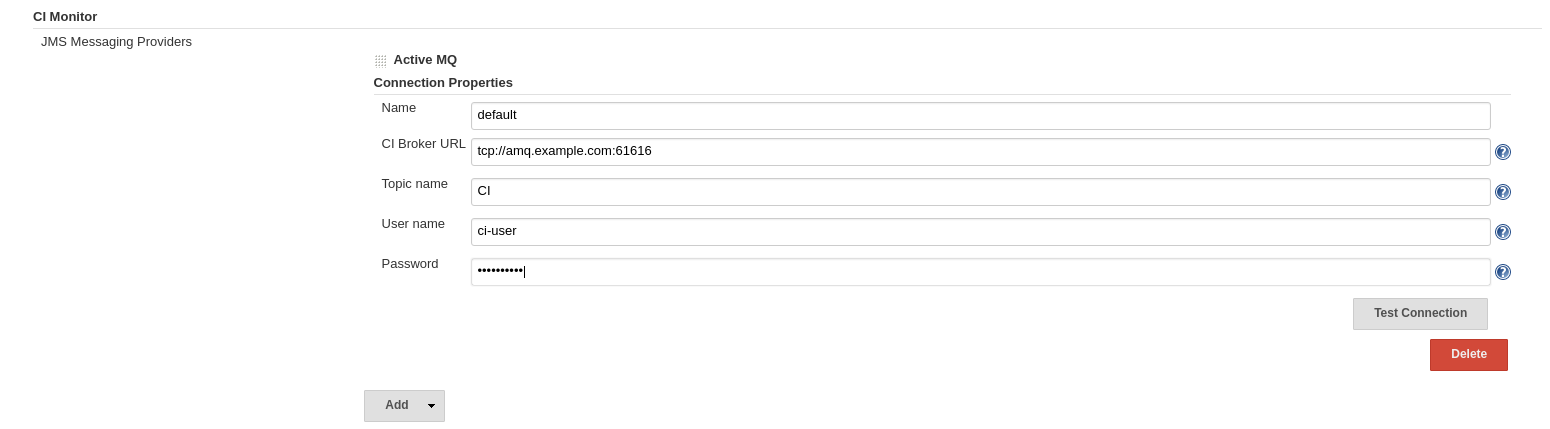 CI Monitor
JMS Messaging Providers
Active MQ
Connection Properties
Name
default
CI Broker URL
tcp://amq.example.com:61616
Topic name
CI
User name
ci-user
Password
••••••••••
Test Connection
Delete
Add